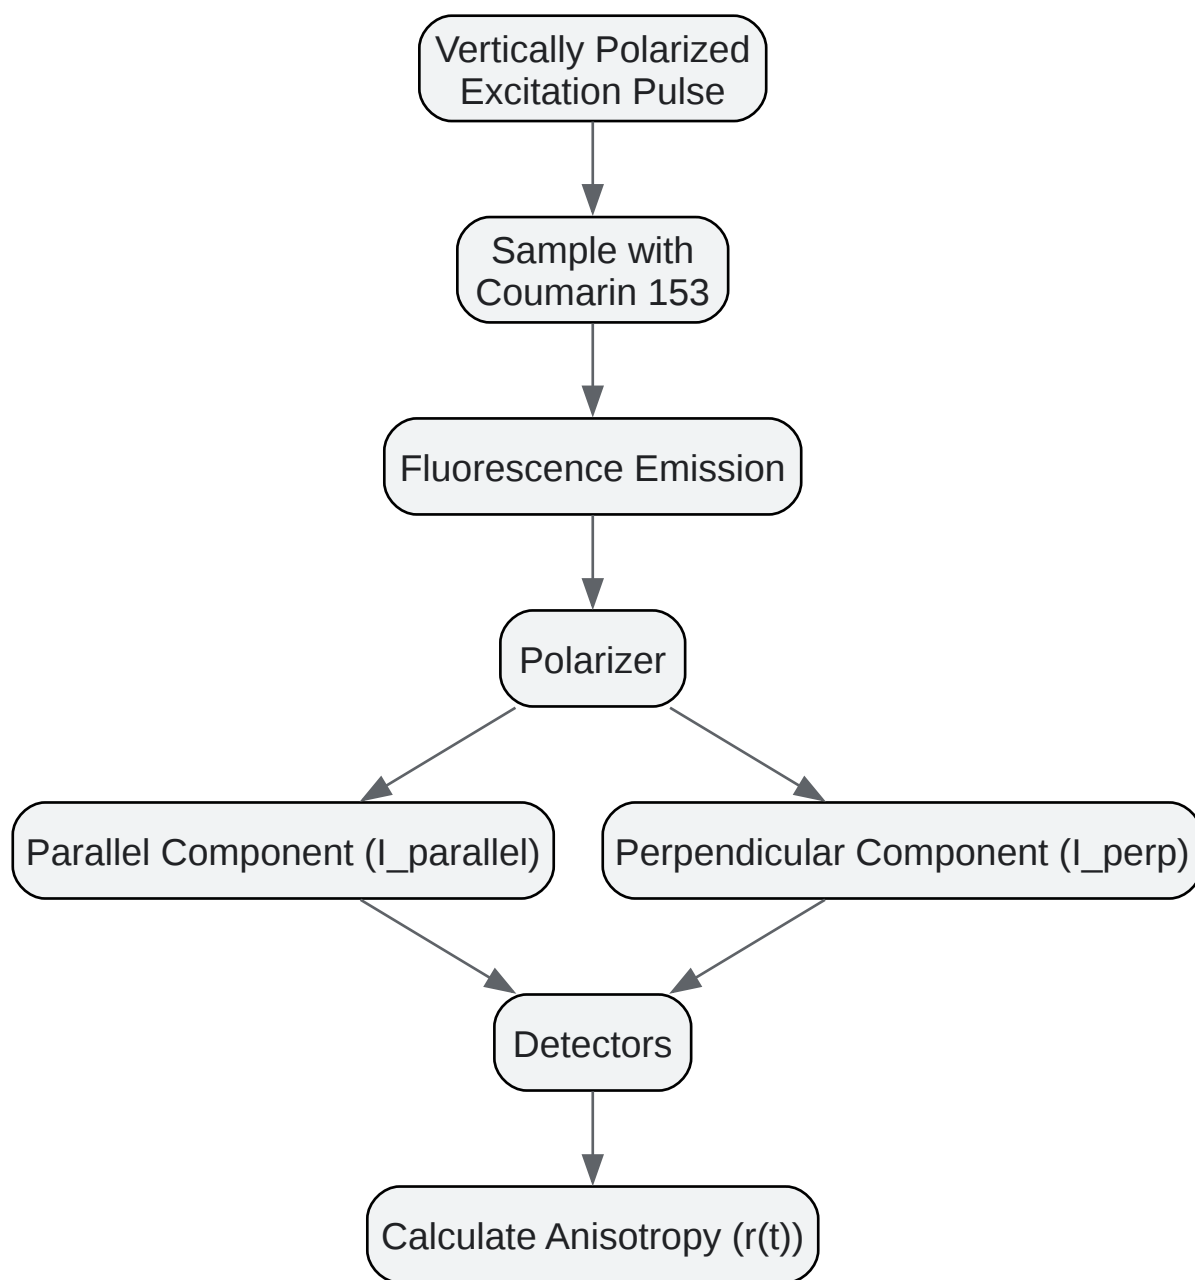 Vertically Polarized
Excitation Pulse
Sample with
Coumarin 153
Fluorescence Emission
Polarizer
Parallel Component (I_parallel)
Perpendicular Component (I_perp)
Detectors
Calculate Anisotropy (r(t))